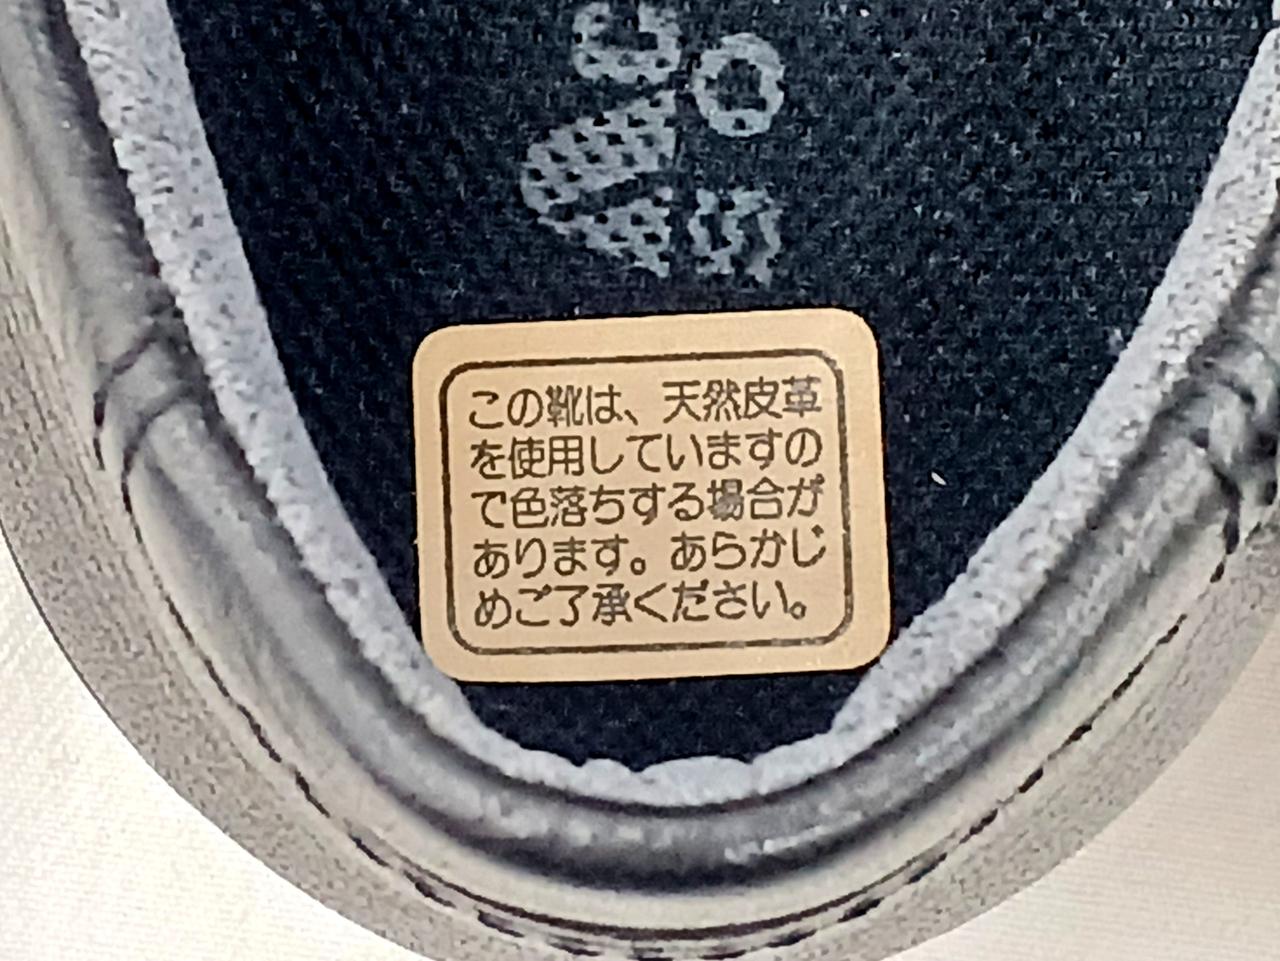 この靴は、天然皮革
を使用していますの
で色落ちする場合が
あります。あらかじ
めご了承ください。